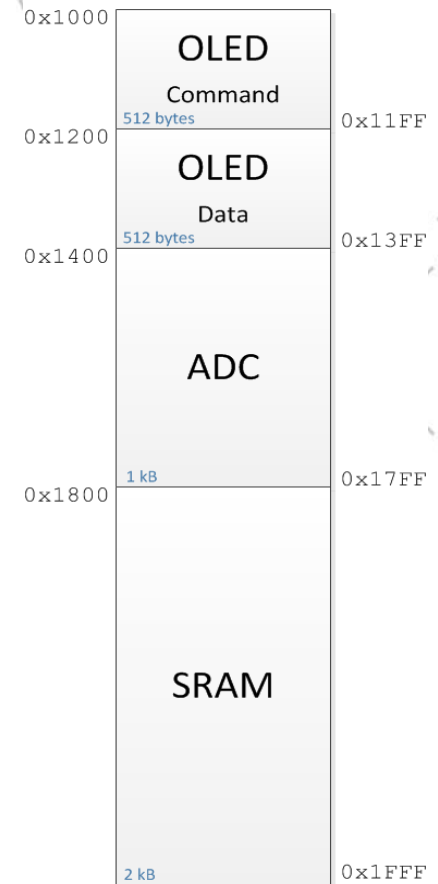 0x1000
OLED
Command
512 bytes
0x11FF
0x1200
OLED
Data
512 bytes
0x13FF
0x1400
ADC
1 kB
0x17FF
0x1800
SRAM
2 kB
0x1FFF